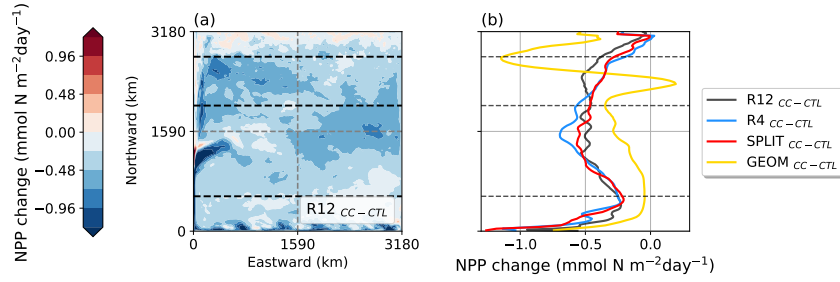 NPP change (mmol N m⁻²day⁻¹)
0.96
0.48
0.00
−0.48
−0.96
(a)
Northward (km)
3180
1590
0
R12 CC−CTL
0
1590
3180
Eastward (km)
(b)
−1.0
−0.5
0.0
NPP change (mmol N m⁻²day⁻¹)
R12 CC−CTL
R4 CC−CTL
SPLIT CC−CTL
GEOM CC−CTL